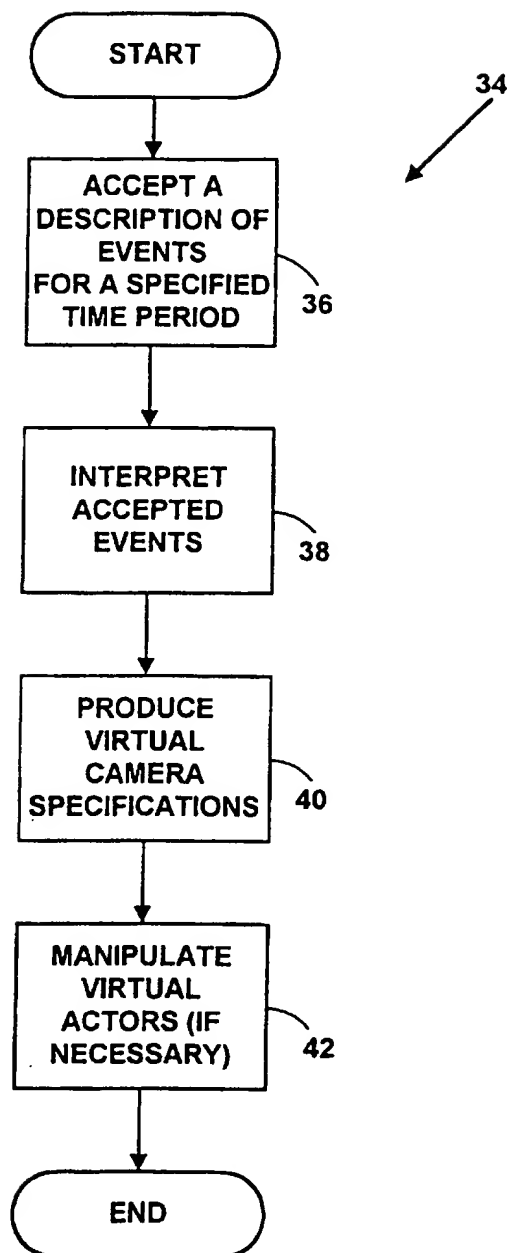 START
34
ACCEPT A
DESCRIPTION OF
EVENTS
FOR A SPECIFIED
TIME PERIOD
36
INTERPRET
ACCEPTED
EVENTS
38
PRODUCE
VIRTUAL
CAMERA
SPECIFICATIONS
40
MANIPULATE
VIRTUAL
ACTORS (IF
NECESSARY)
42
END